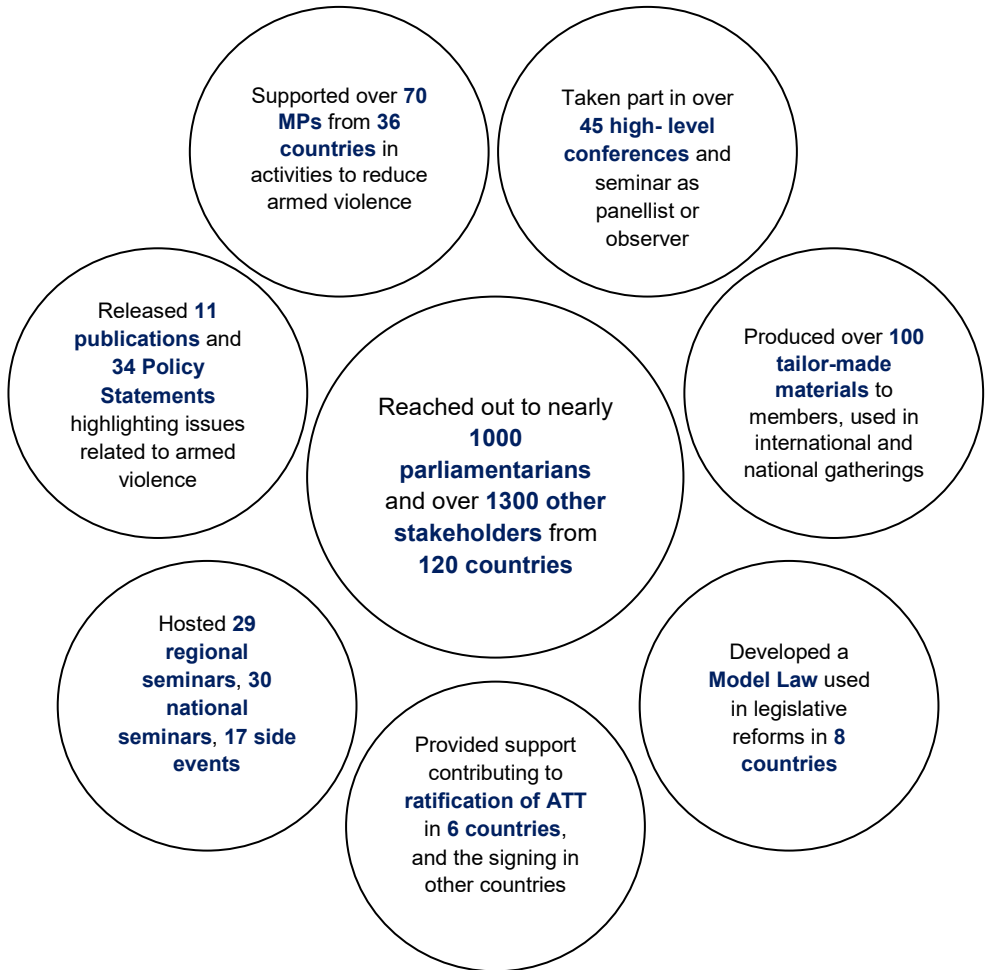 Supported over 70
MPs from 36
countries in
activities to reduce
armed violence
Taken part in over
45 high- level
conferences and
seminar as
panellist or
observer
Released 11
publications and
34 Policy
Statements
highlighting issues
related to armed
violence
Reached out to nearly
1000
parliamentarians
and over 1300 other
stakeholders from
120 countries
Produced over 100
tailor-made
materials to
members, used in
international and
national gatherings
Hosted 29
regional
seminars, 30
national
seminars, 17 side
events
Provided support
contributing to
ratification of ATT
in 6 countries,
and the signing in
other countries
Developed a
Model Law used
in legislative
reforms in 8
countries